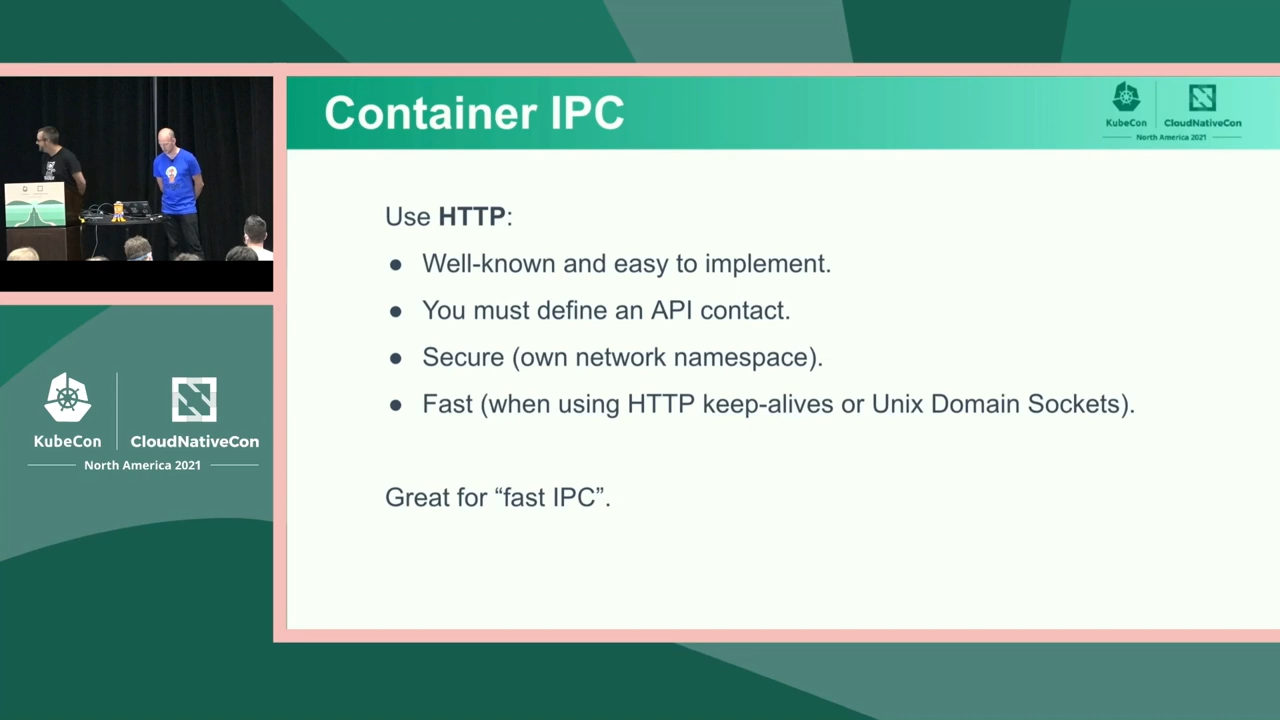 Container IPC
KubeCon
CloudNativeCon
North America 2021
Use HTTP:
● Well-known and easy to implement.
● You must define an API contact.
● Secure (own network namespace).
● Fast (when using HTTP keep-alives or Unix Domain Sockets).
Great for “fast IPC”.
KubeCon
CloudNativeCon
North America 2021